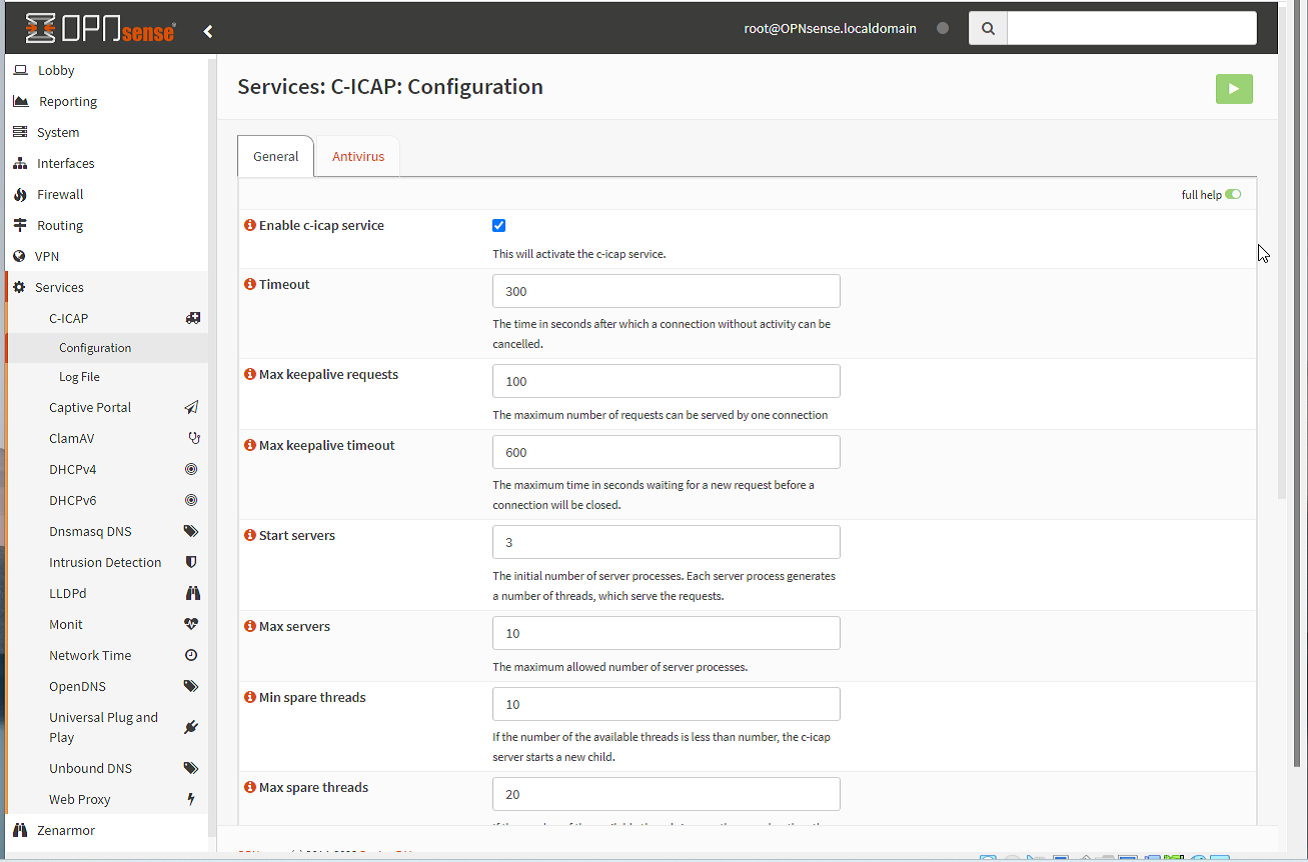 OPNsense
root@OPNsense.localdomain
Lobby
Reporting
System
Interfaces
Firewall
Routing
VPN
Services
C-ICAP
Configuration
Log File
Captive Portal
ClamAV
DHCPv4
DHCPv6
Dnsmasq DNS
Intrusion Detection
LLDPd
Monit
Network Time
OpenDNS
Universal Plug and
Play
Unbound DNS
Web Proxy
Zenarmor
Services: C-ICAP: Configuration
General
Antivirus
full help
Enable c-icap service
This will activate the c-icap service.
Timeout
300
The time in seconds after which a connection without activity can be
cancelled.
Max keepalive requests
100
The maximum number of requests can be served by one connection
Max keepalive timeout
600
The maximum time in seconds waiting for a new request before a
connection will be closed.
Start servers
3
The initial number of server processes. Each server process generates
a number of threads, which serve the requests.
Max servers
10
The maximum allowed number of server processes.
Min spare threads
10
If the number of the available threads is less than number, the c-icap
server starts a new child.
Max spare threads
20